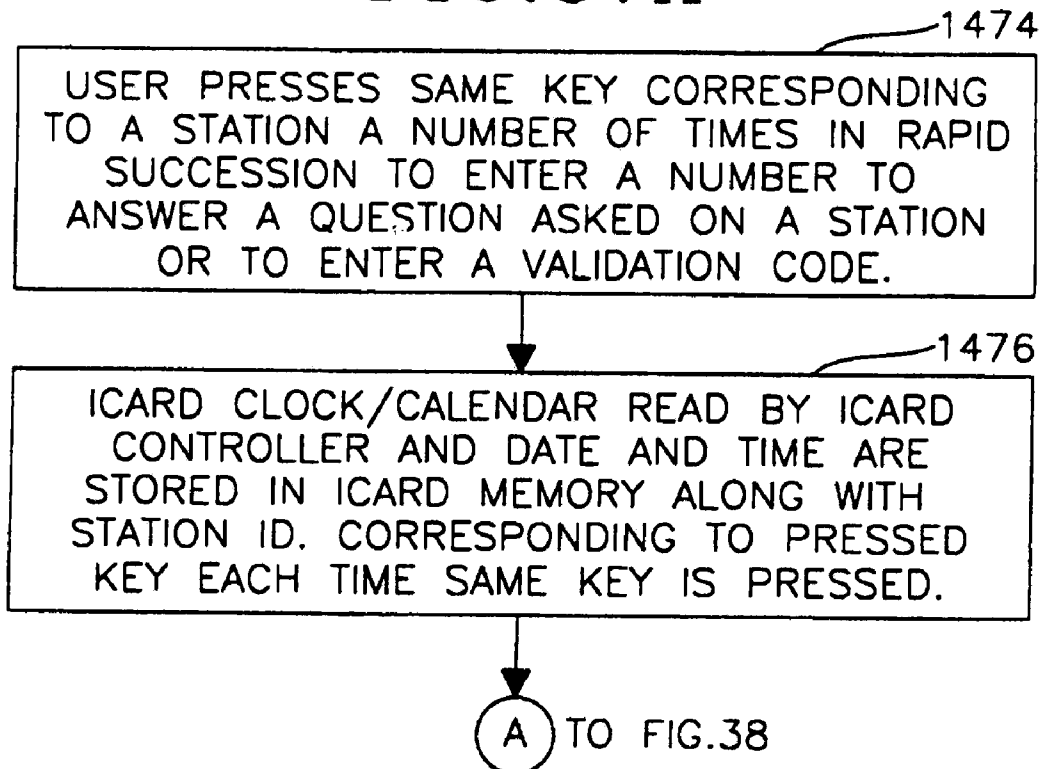 1474
USER PRESSES SAME KEY CORRESPONDING
TO A STATION A NUMBER OF TIMES IN RAPID
SUCCESSION TO ENTER A NUMBER TO
ANSWER A QUESTION ASKED ON A STATION
OR TO ENTER A VALIDATION CODE.
1476
ICARD CLOCK/CALENDAR READ BY ICARD
CONTROLLER AND DATE AND TIME ARE
STORED IN ICARD MEMORY ALONG WITH
STATION ID. CORRESPONDING TO PRESSED
KEY EACH TIME SAME KEY IS PRESSED.
A TO FIG.38